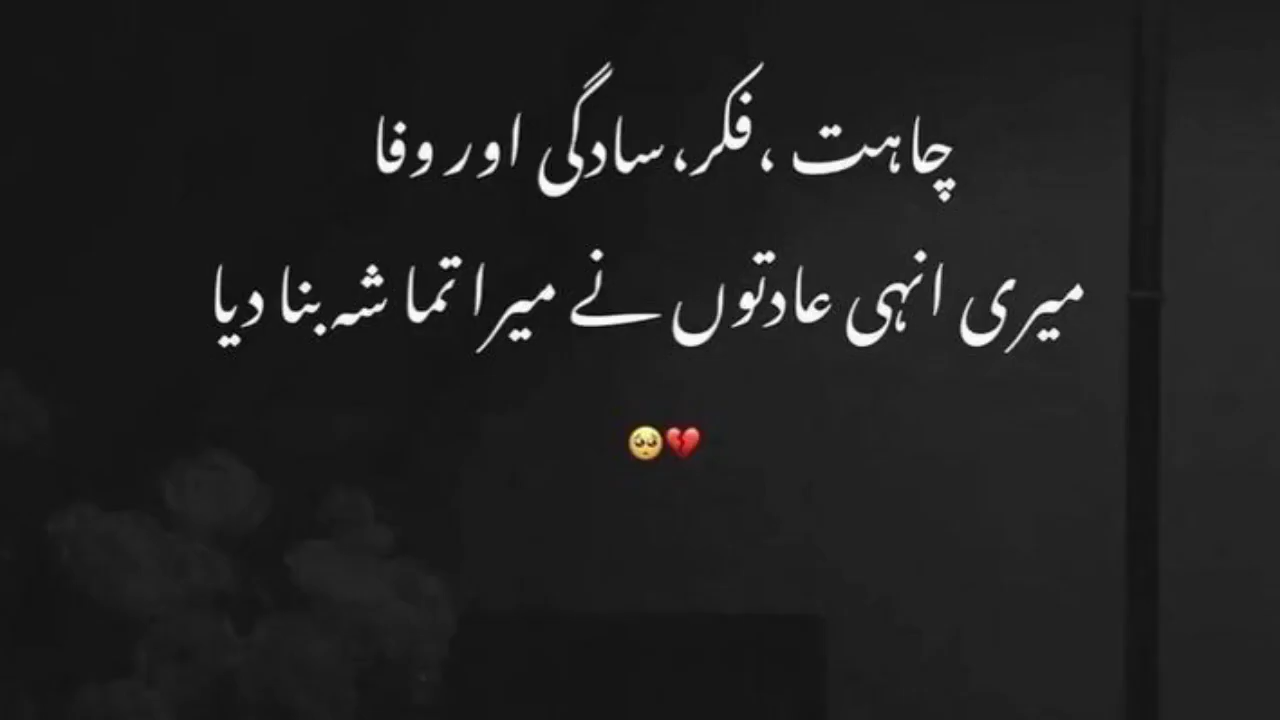 چاہت ،فکر، سادگی اور وفا
میری انہی عادتوں نے میرا تماشہ بنا دیا
🥺💔